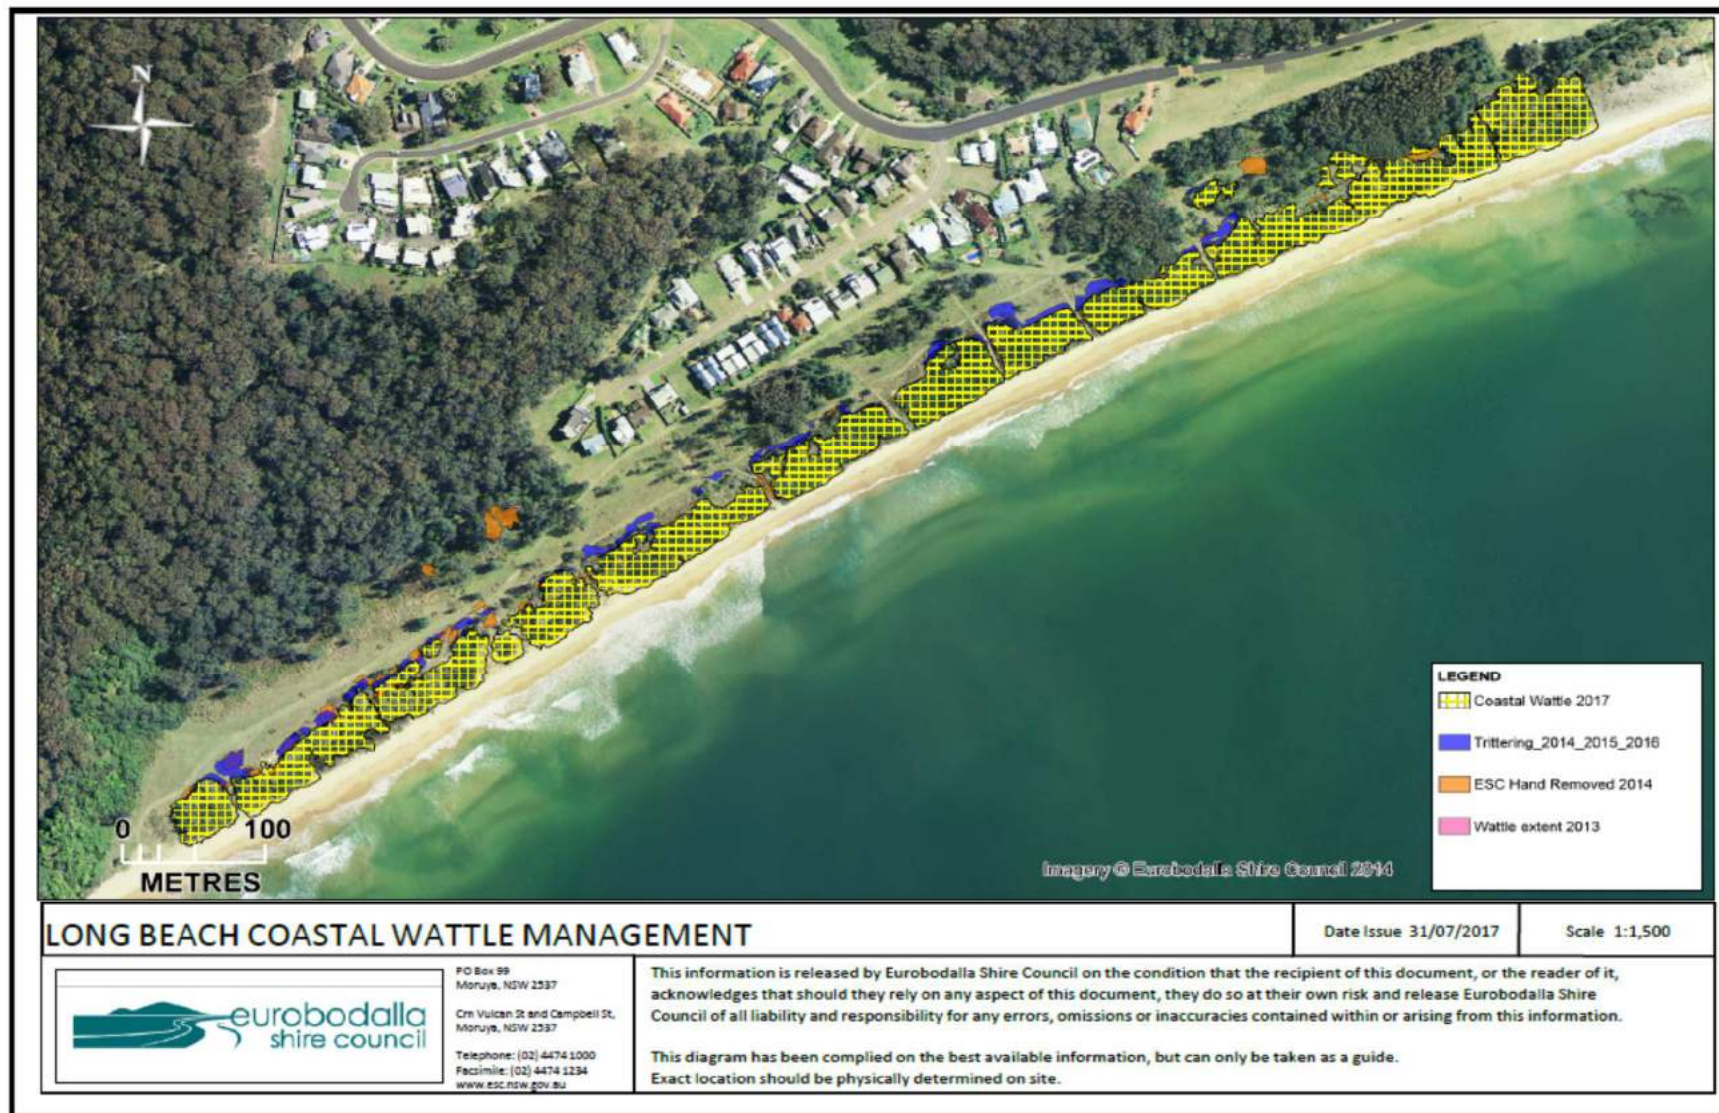 N
0 100
METRES
Imagery © Eurobodalla Shire Council 2014
LEGEND
Coastal Wattle 2017
Trittering_2014_2015_2016
ESC Hand Removed 2014
Wattle extent 2013
LONG BEACH COASTAL WATTLE MANAGEMENT
Date Issue 31/07/2017
Scale 1:1,500
eurobodalla
shire council
PO Box 99
Moruya, NSW 2537
Crn Vulcan St and Campbell St,
Moruya, NSW 2537
Telephone: (02) 4474 1000
Facsimile: (02) 4474 1234
www.esc.nsw.gov.au
This information is released by Eurobodalla Shire Council on the condition that the recipient of this document, or the reader of it,
acknowledges that should they rely on any aspect of this document, they do so at their own risk and release Eurobodalla Shire
Council of all liability and responsibility for any errors, omissions or inaccuracies contained within or arising from this information.
This diagram has been complied on the best available information, but can only be taken as a guide.
Exact location should be physically determined on site.